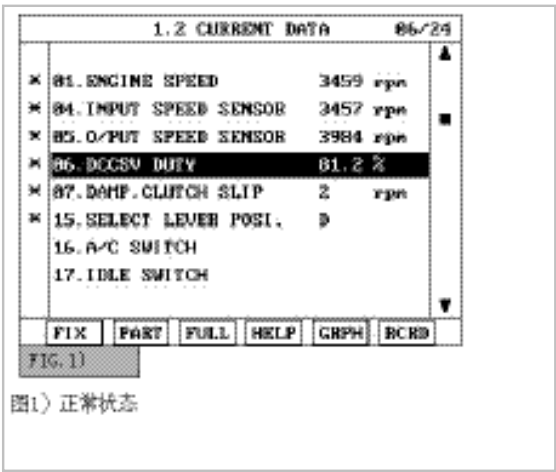 1.2 CURRENT DATA 06/24
▲
* 01. ENGINE SPEED 3459 rpm
* 04. INPUT SPEED SENSOR 3457 rpm
* 05. O/PUT SPEED SENSOR 3984 rpm
* 06. DCCSV DUTY 81.2 %
* 07. DAMP. CLUTCH SLIP 2 rpm
* 15. SELECT LEVER POSI. D
16. A/C SWITCH
17. IDLE SWITCH
▼
FIX PART FULL HELP GRPH RCRD
FIG. 1)
图1）正常状态